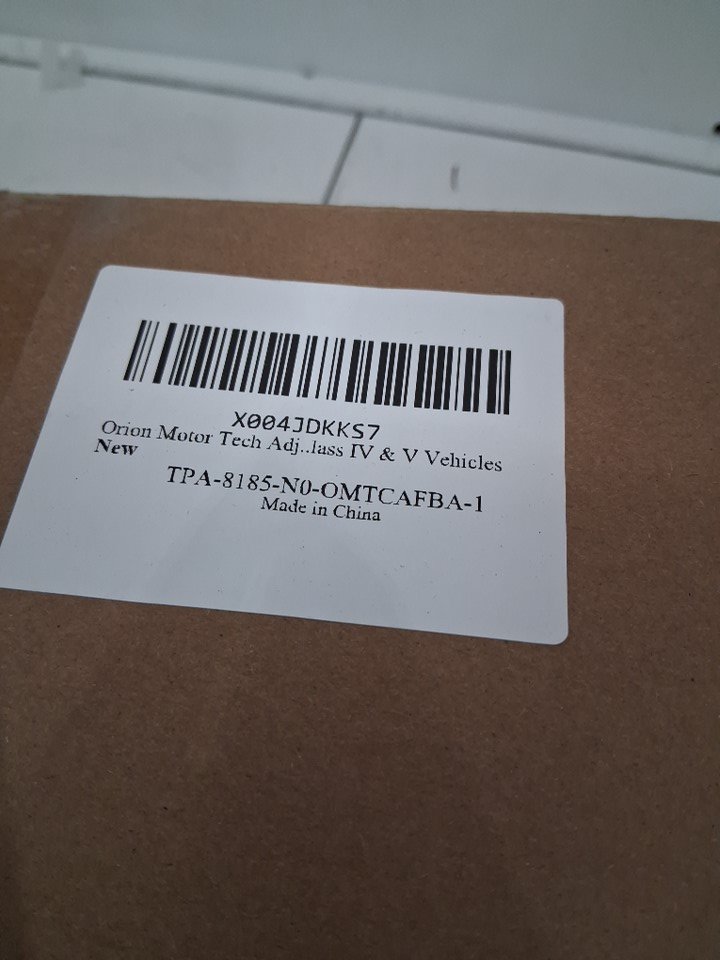 X004JDKKS7
Orion Motor Tech Adj..lass IV & V Vehicles
New
TPA-8185-N0-OMTCAFBA-1
Made in China